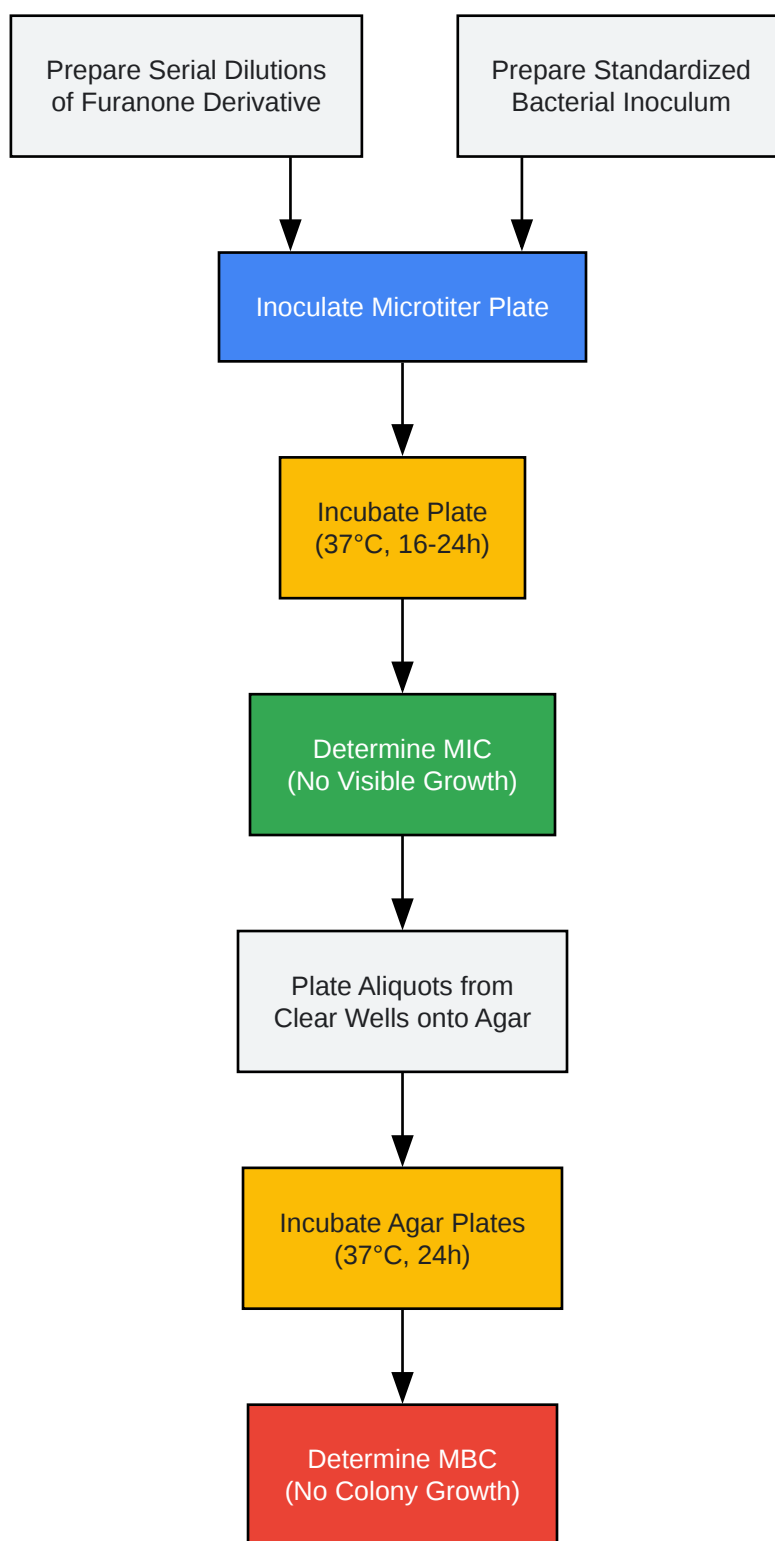 Prepare Serial Dilutions
of Furanone Derivative
Prepare Standardized
Bacterial Inoculum
Inoculate Microtiter Plate
Incubate Plate
(37°C, 16-24h)
Determine MIC
(No Visible Growth)
Plate Aliquots from
Clear Wells onto Agar
Incubate Agar Plates
(37°C, 24h)
Determine MBC
(No Colony Growth)